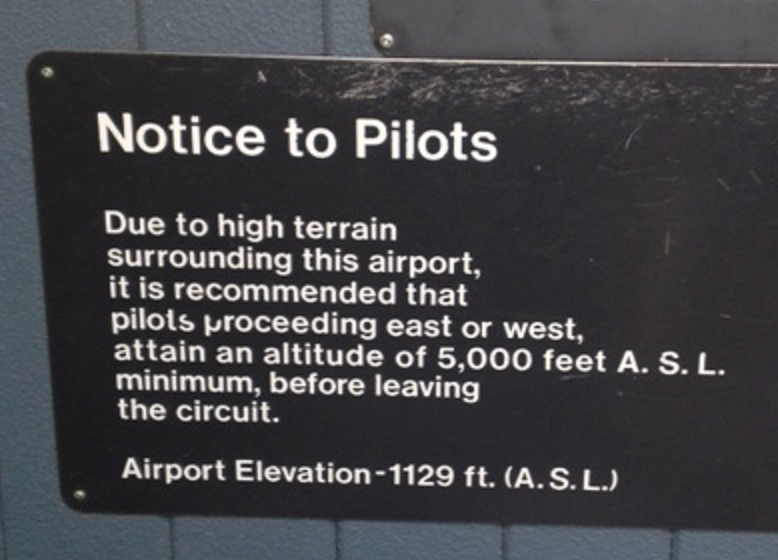 Notice to Pilots
Due to high terrain
surrounding this airport,
it is recommended that
pilots proceeding east or west,
attain an altitude of 5,000 feet A. S. L.
minimum, before leaving
the circuit.
Airport Elevation-1129 ft. (A. S. L.)